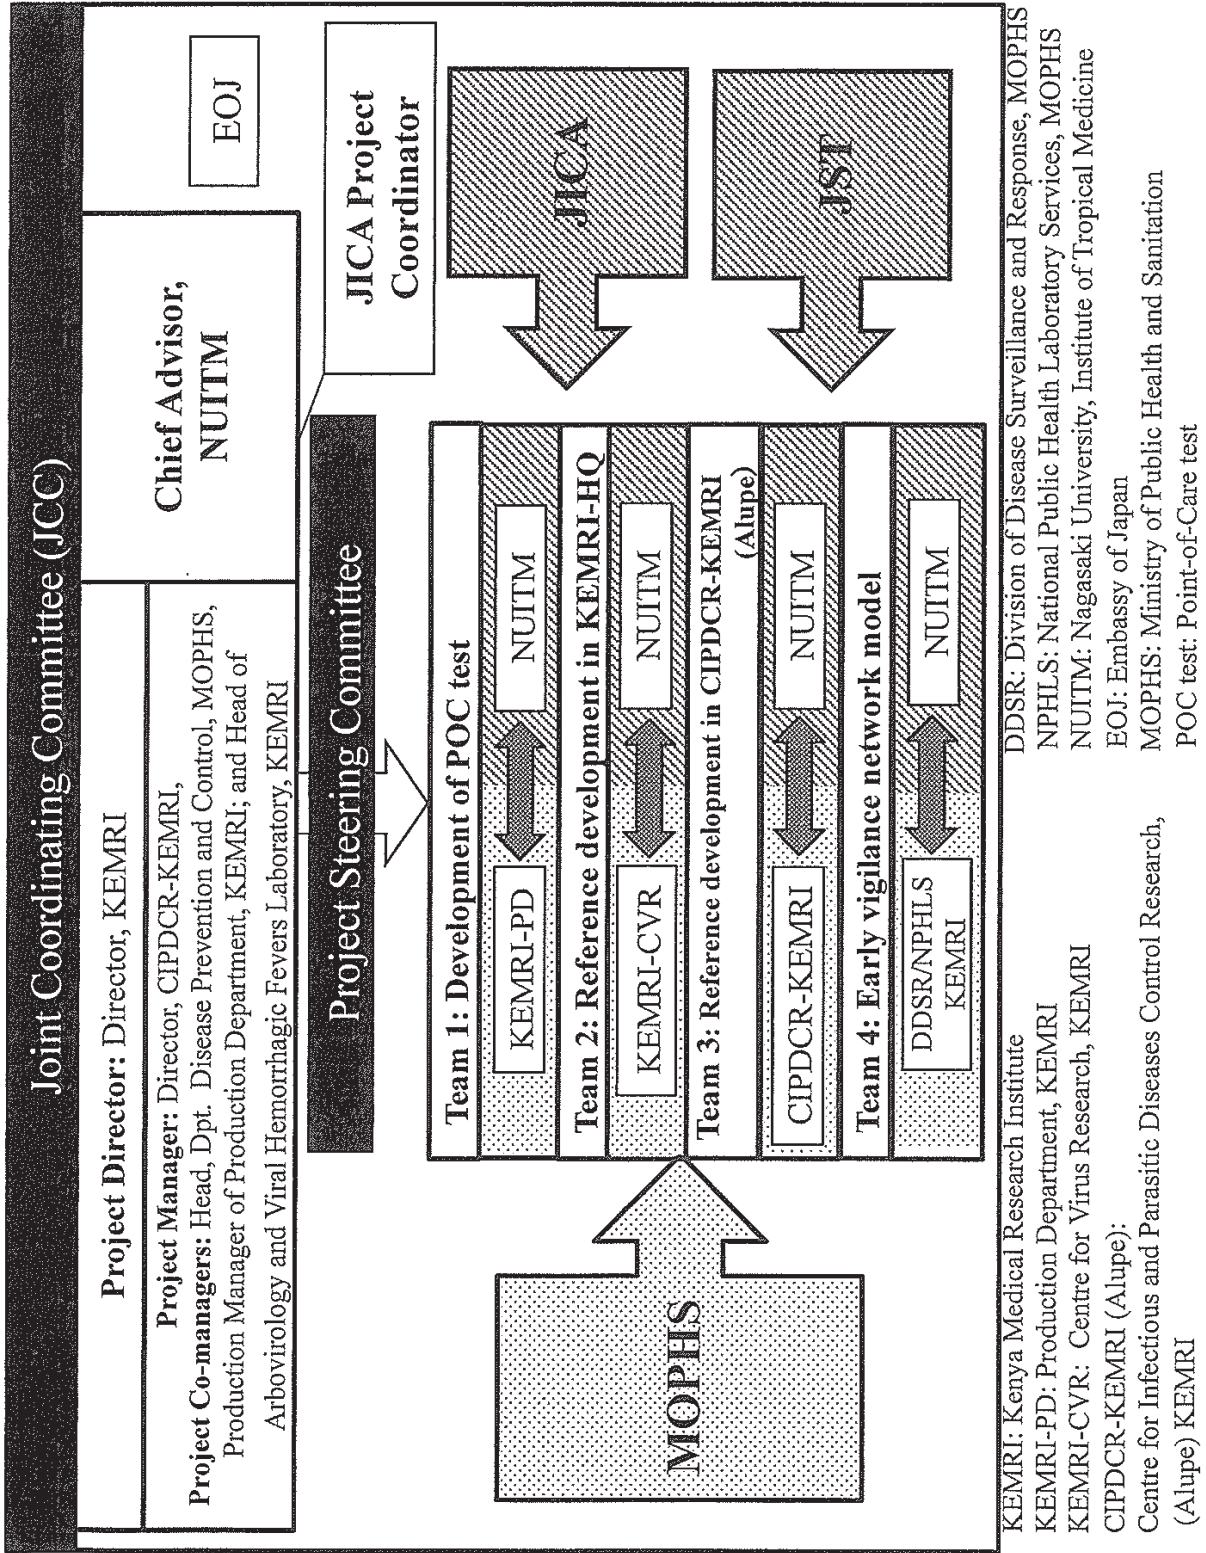 Joint Coordinating Committee (JCC)
Project Director: Director, KEMRI
Project Manager: Director, CIPDCR-KEMRI,
Project Co-managers: Head, Dpt. Disease Prevention and Control, MOPHS,
Production Manager of Production Department, KEMRI; and Head of
Arbovirology and Viral Hemorrhagic Fevers Laboratory, KEMRI
Chief Advisor,
NUITM
EOJ
JICA Project
Coordinator
Project Steering Committee
Team 1: Development of POC test
KEMRI-PD
NUITM
Team 2: Reference development in KEMRI-HQ
KEMRI-CVR
NUITM
Team 3: Reference development in CIPDCR-KEMRI
(Alupe)
CIPDCR-KEMRI
NUITM
Team 4: Early vigilance network model
DDSR/NPHLS
KEMRI
NUITM
MOPHS
JICA
JST
KEMRI: Kenya Medical Research Institute
KEMRI-PD: Production Department, KEMRI
KEMRI-CVR: Centre for Virus Research, KEMRI
CIPDCR-KEMRI (Alupe):
Centre for Infectious and Parasitic Diseases Control Research,
(Alupe) KEMRI
DDSR: Division of Disease Surveillance and Response, MOPHS
NPHLS: National Public Health Laboratory Services, MOPHS
NUITM: Nagasaki University, Institute of Tropical Medicine
EOJ: Embassy of Japan
MOPHS: Ministry of Public Health and Sanitation
POC test: Point-of-Care test